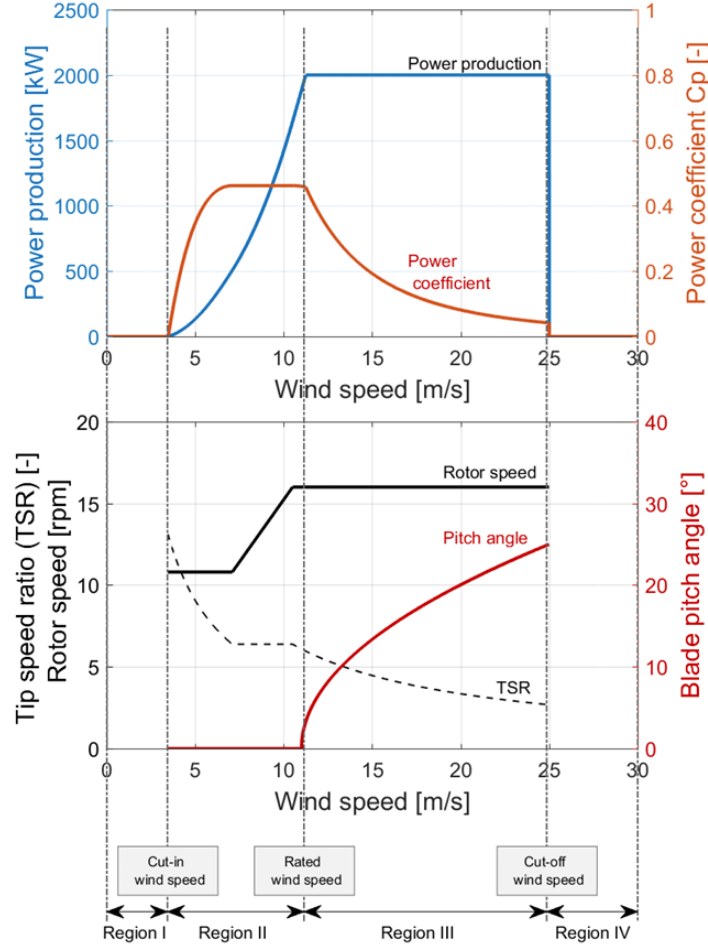 2500
2000
1500
1000
500
0
Power production [kW]
1
0.8
0.6
0.4
0.2
0
Power coefficient Cp [-]
Power production
Power
coefficient
0 5 10 15 20 25 30
Wind speed [m/s]
20
15
10
5
0
Tip speed ratio (TSR) [-]
Rotor speed [rpm]
40
30
20
10
0
Blade pitch angle [°]
Rotor speed
Pitch angle
TSR
0 5 10 15 20 25 30
Wind speed [m/s]
Cut-in
wind speed
Rated
wind speed
Cut-off
wind speed
Region I
Region II
Region III
Region IV